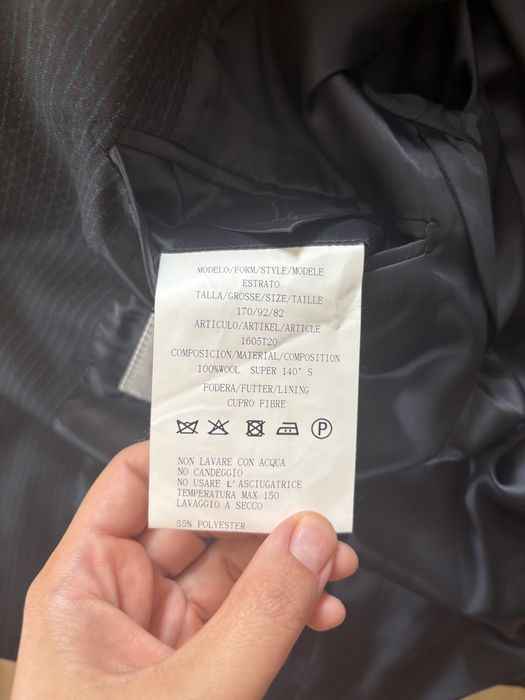 MODELO/FORM/STYLE/MODELE
ESTRATO
TALLA/GROSSE/SIZE/TAILLE
170/92/82
ARTICULO/ARTIKEL/ARTICLE
1605T20
COMPOSICION/MATERIAL/COMPOSITION
100%WOOL SUPER 140' S
FODERA/FUTTER/LINING
CUPRO FIBRE
P
NON LAVARE CON ACQUA
NO CANDEGGIO
NO USARE L'ASCIUGATRICE
TEMPERATURA MAX 150
LAVAGGIO A SECCO
55% POLYESTER